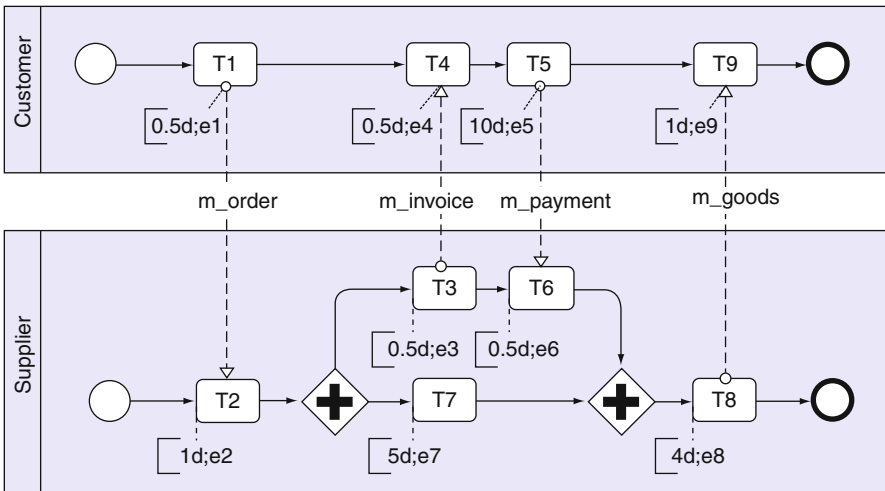 Customer
T1
T4
T5
T9
0.5d;e1
0.5d;e4
10d;e5
1d;e9
m_order
m_invoice
m_payment
m_goods
Supplier
T3
T6
0.5d;e3
0.5d;e6
T2
T7
T8
1d;e2
5d;e7
4d;e8